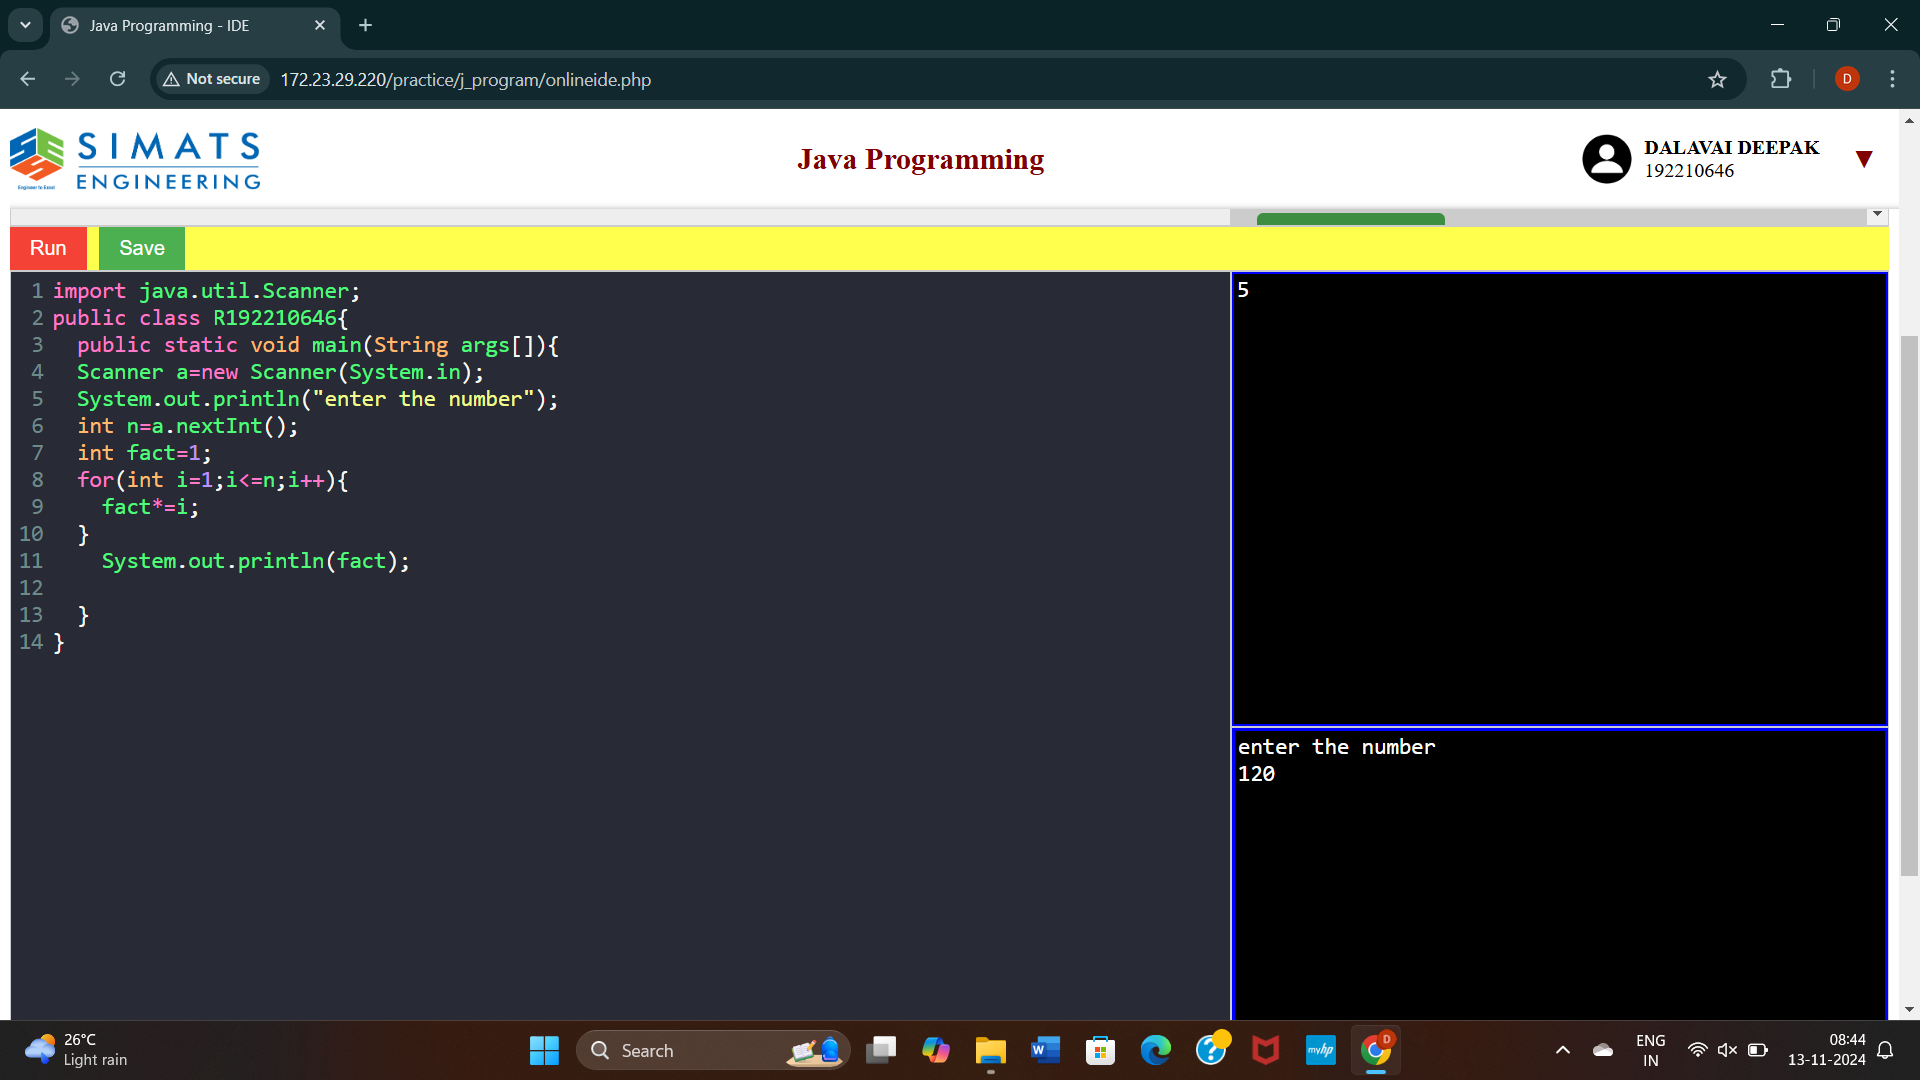 Java Programming - IDE
Not secure 172.23.29.220/practice/j_program/onlineide.php
D
SIMATS
ENGINEERING
Engineer to Excel
Java Programming
DALAVAI DEEPAK
192210646
Run Save
1 import java.util.Scanner;
2 public class R192210646{
3 public static void main(String args[]){
4 Scanner a=new Scanner(System.in);
5 System.out.println("enter the number");
6 int n=a.nextInt();
7 int fact=1;
8 for(int i=1;i<=n;i++){
9 fact*=i;
10 }
11 System.out.println(fact);
12
13 }
14 }
5
enter the number
120
26°C
Light rain
Search
W
myhp
D
ENG
IN
08:44
13-11-2024